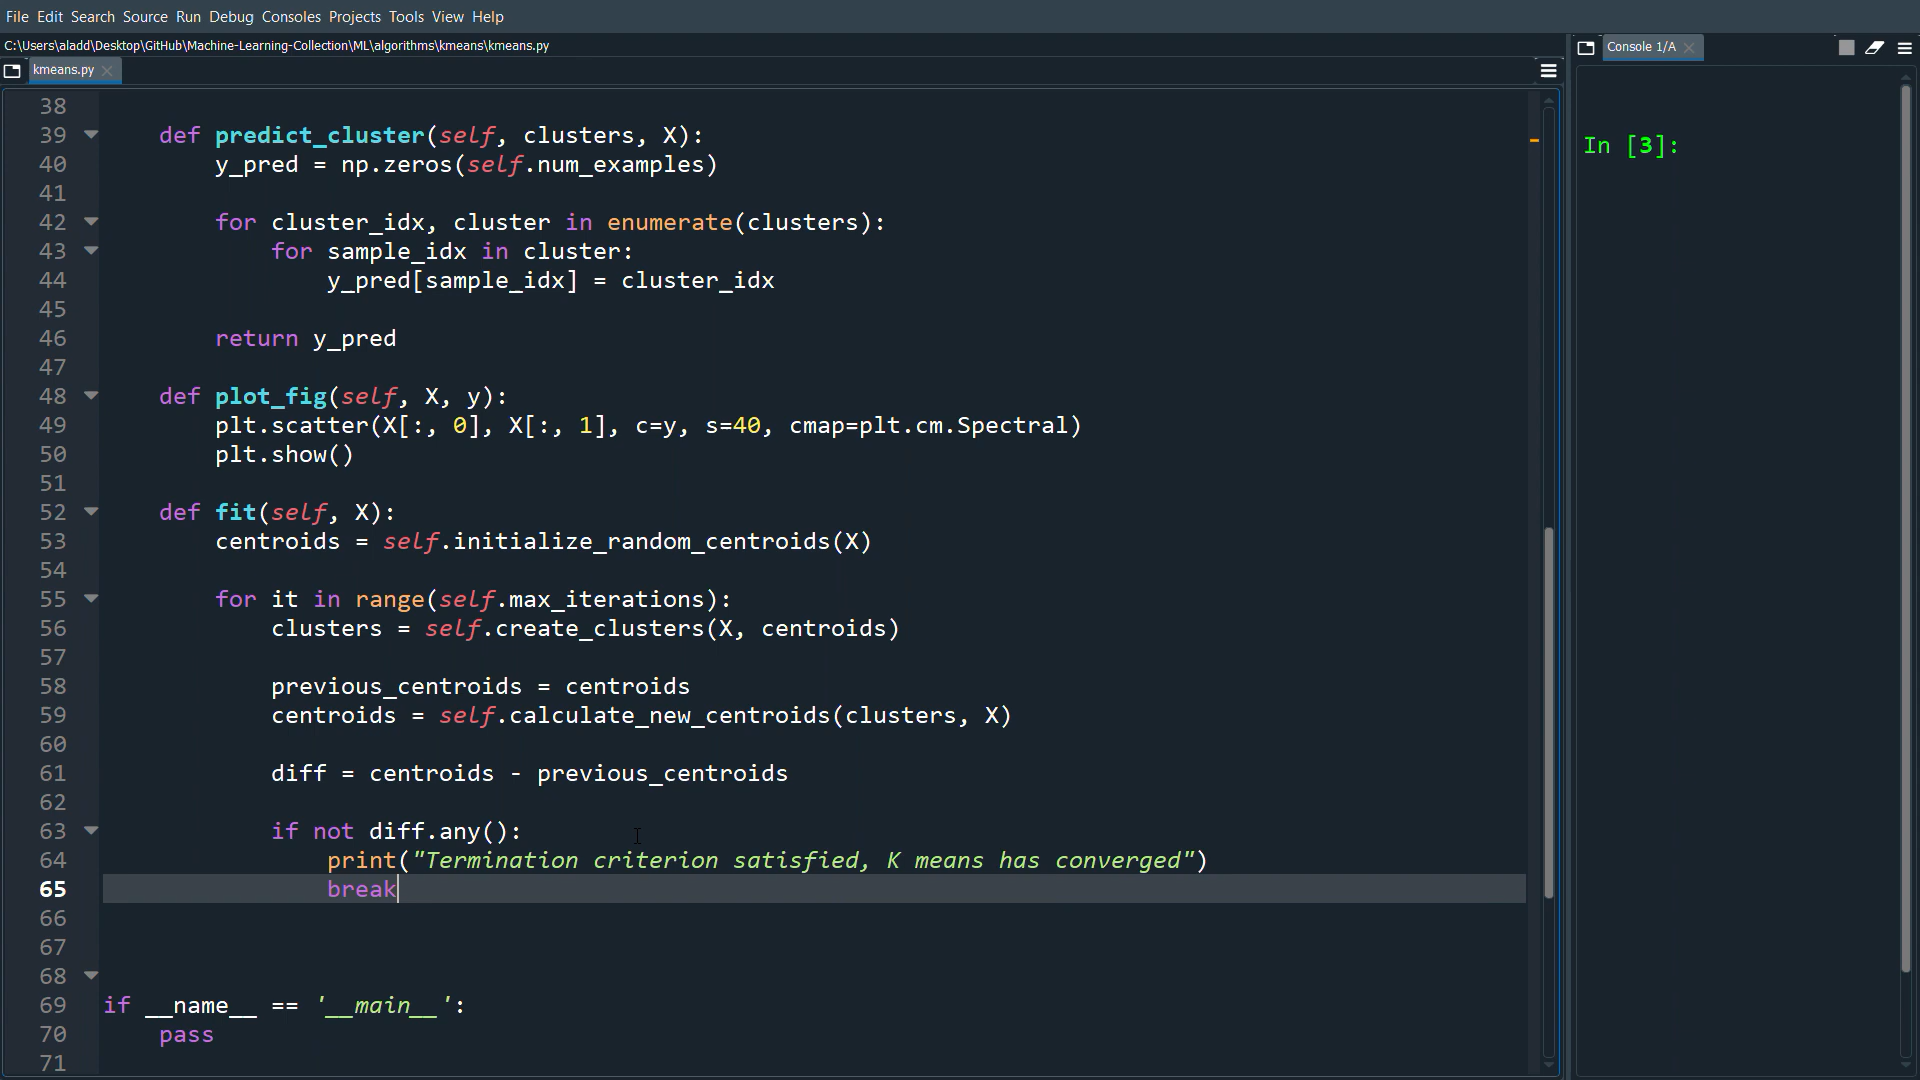 File Edit Search Source Run Debug Consoles Projects Tools View Help
C:\Users\aladd\Desktop\GitHub\Machine-Learning-Collection\ML\algorithms\kmeans\kmeans.py
kmeans.py
38
39 def predict_cluster(self, clusters, X):
40 y_pred = np.zeros(self.num_examples)
41
42 for cluster_idx, cluster in enumerate(clusters):
43 for sample_idx in cluster:
44 y_pred[sample_idx] = cluster_idx
45
46 return y_pred
47
48 def plot_fig(self, X, y):
49 plt.scatter(X[:, 0], X[:, 1], c=y, s=40, cmap=plt.cm.Spectral)
50 plt.show()
51
52 def fit(self, X):
53 centroids = self.initialize_random_centroids(X)
54
55 for it in range(self.max_iterations):
56 clusters = self.create_clusters(X, centroids)
57
58 previous_centroids = centroids
59 centroids = self.calculate_new_centroids(clusters, X)
60
61 diff = centroids - previous_centroids
62
63 if not diff.any():
64 print("Termination criterion satisfied, K means has converged")
65 break
66
67
68
69 if __name__ == '__main__':
70 pass
71
Console 1/A
In [3]: